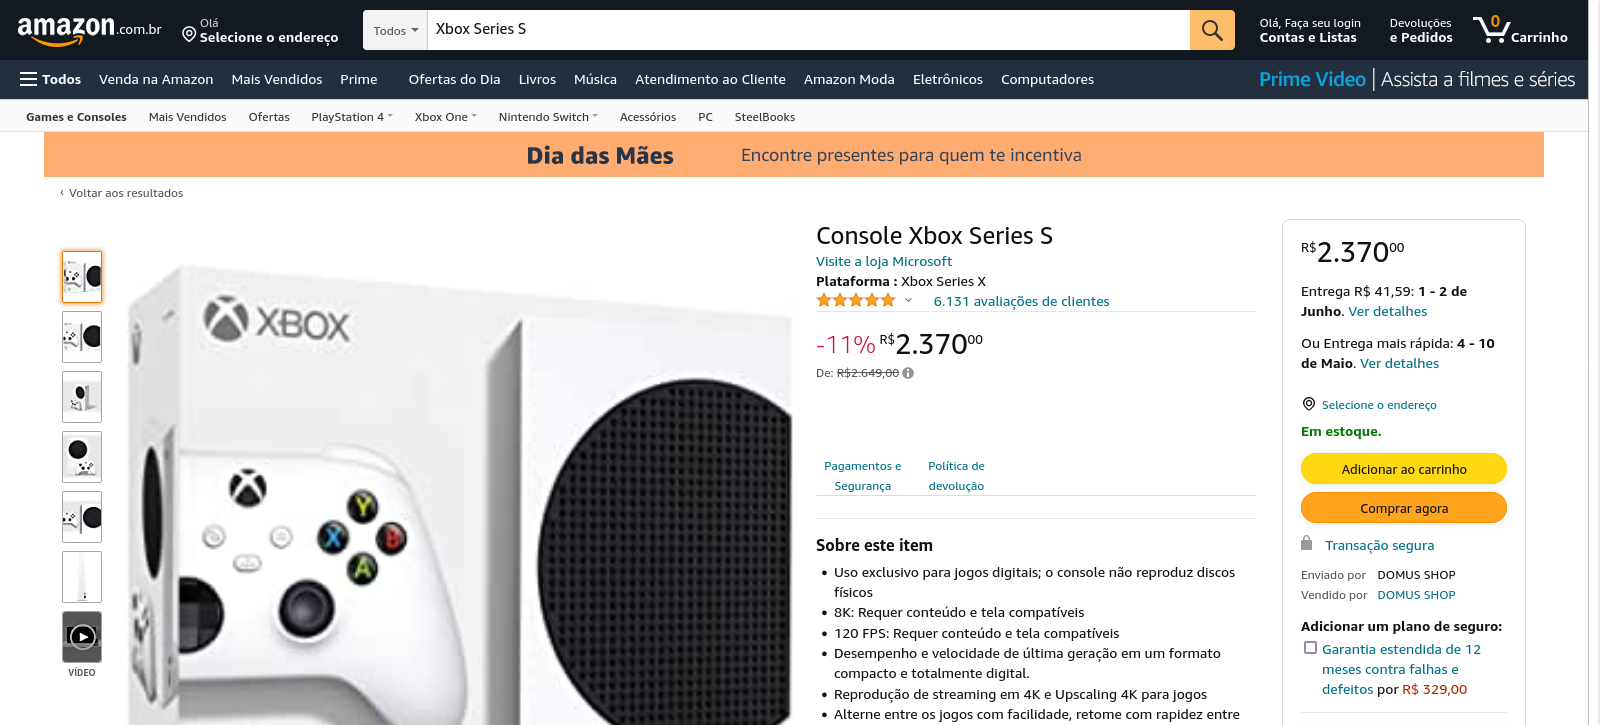 amazon.com.br
Olá
Selecione o endereço
Todos
Xbox Series S
Olá, Faça seu login
Contas e Listas
Devoluções
e Pedidos
0
Carrinho
Todos Venda na Amazon Mais Vendidos Prime Ofertas do Dia Livros Música Atendimento ao Cliente Amazon Moda Eletrônicos Computadores
Prime Video | Assista a filmes e séries
Games e Consoles Mais Vendidos Ofertas PlayStation 4 Xbox One Nintendo Switch Acessórios PC SteelBooks
Dia das Mães Encontre presentes para quem te incentiva
‹ Voltar aos resultados
VÍDEO
XBOX
Y
X
B
A
Console Xbox Series S
Visite a loja Microsoft
Plataforma : Xbox Series X
6.131 avaliações de clientes
-11% R$2.37000
De: R$2.649,00
Pagamentos e
Segurança
Política de
devolução
Sobre este item
• Uso exclusivo para jogos digitais; o console não reproduz discos
físicos
• 8K: Requer conteúdo e tela compatíveis
• 120 FPS: Requer conteúdo e tela compatíveis
• Desempenho e velocidade de última geração em um formato
compacto e totalmente digital.
• Reprodução de streaming em 4K e Upscaling 4K para jogos
• Alterne entre os jogos com facilidade, retome com rapidez entre
R$2.37000
Entrega R$ 41,59: 1 - 2 de
Junho. Ver detalhes
Ou Entrega mais rápida: 4 - 10
de Maio. Ver detalhes
Selecione o endereço
Em estoque.
Adicionar ao carrinho
Comprar agora
Transação segura
Enviado por DOMUS SHOP
Vendido por DOMUS SHOP
Adicionar um plano de seguro:
Garantia estendida de 12
meses contra falhas e
defeitos por R$ 329,00